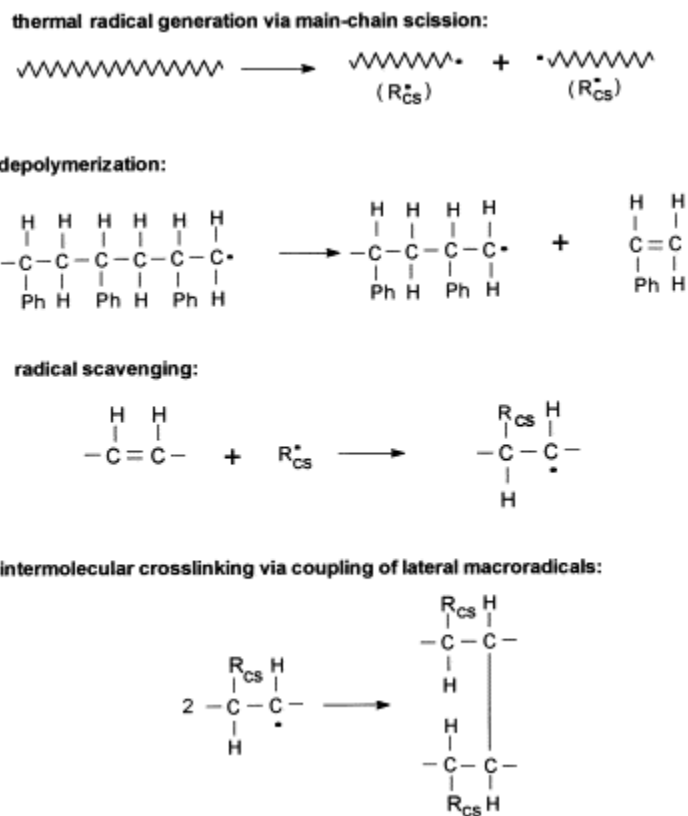 thermal radical generation via main-chain scission:
+
(R•CS) (R•CS)
depolymerization:
H H H H H H H H H H H H
–C–C–C–C–C–C• –C–C–C–C• + C=C
Ph H Ph H Ph H Ph H Ph H Ph H
radical scavenging:
H H RCS H
–C=C– + R•CS –C–C–
•
H
intermolecular crosslinking via coupling of lateral macroradicals:
RCS H
–C–C–
H
RCS H
2 –C–C–
•
H
H
–C–C–
RCS H